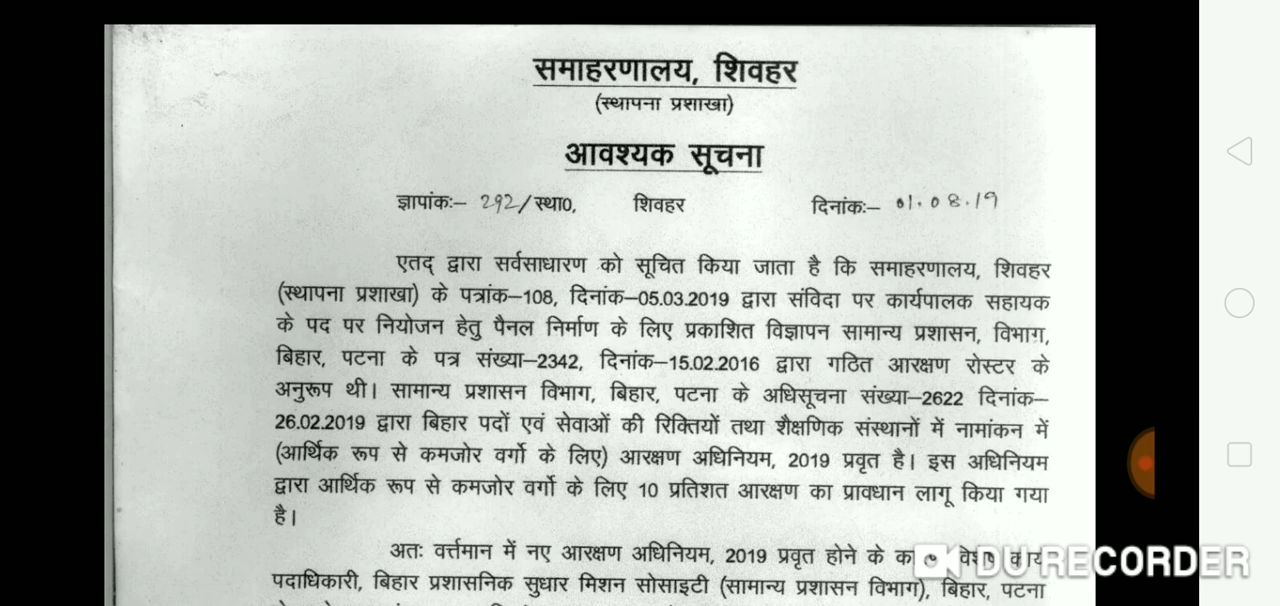 समाहरणालय, शिवहर
(स्थापना प्रशाखा)
आवश्यक सूचना
ज्ञापांकः– 292/स्था0, शिवहर दिनांकः– 01.08.19
एतद् द्वारा सर्वसाधारण को सूचित किया जाता है कि समाहरणालय, शिवहर
(स्थापना प्रशाखा) के पत्रांक–108, दिनांक–05.03.2019 द्वारा संविदा पर कार्यपालक सहायक
के पद पर नियोजन हेतु पैनल निर्माण के लिए प्रकाशित विज्ञापन सामान्य प्रशासन, विभाग,
बिहार, पटना के पत्र संख्या–2342, दिनांक–15.02.2016 द्वारा गठित आरक्षण रोस्टर के
अनुरूप थी। सामान्य प्रशासन विभाग, बिहार, पटना के अधिसूचना संख्या–2622 दिनांक–
26.02.2019 द्वारा बिहार पदों एवं सेवाओं की रिक्तियों तथा शैक्षणिक संस्थानों में नामांकन में
(आर्थिक रूप से कमजोर वर्गो के लिए) आरक्षण अधिनियम, 2019 प्रवृत है। इस अधिनियम
द्वारा आर्थिक रूप से कमजोर वर्गो के लिए 10 प्रतिशत आरक्षण का प्रावधान लागू किया गया
है।
अतः वर्त्तमान में नए आरक्षण अधिनियम, 2019 प्रवृत होने के
पदाधिकारी, बिहार प्रशासनिक सुधार मिशन सोसाइटी (सामान्य प्रशासन विभाग), बिहार, पटना
DU RECORDER